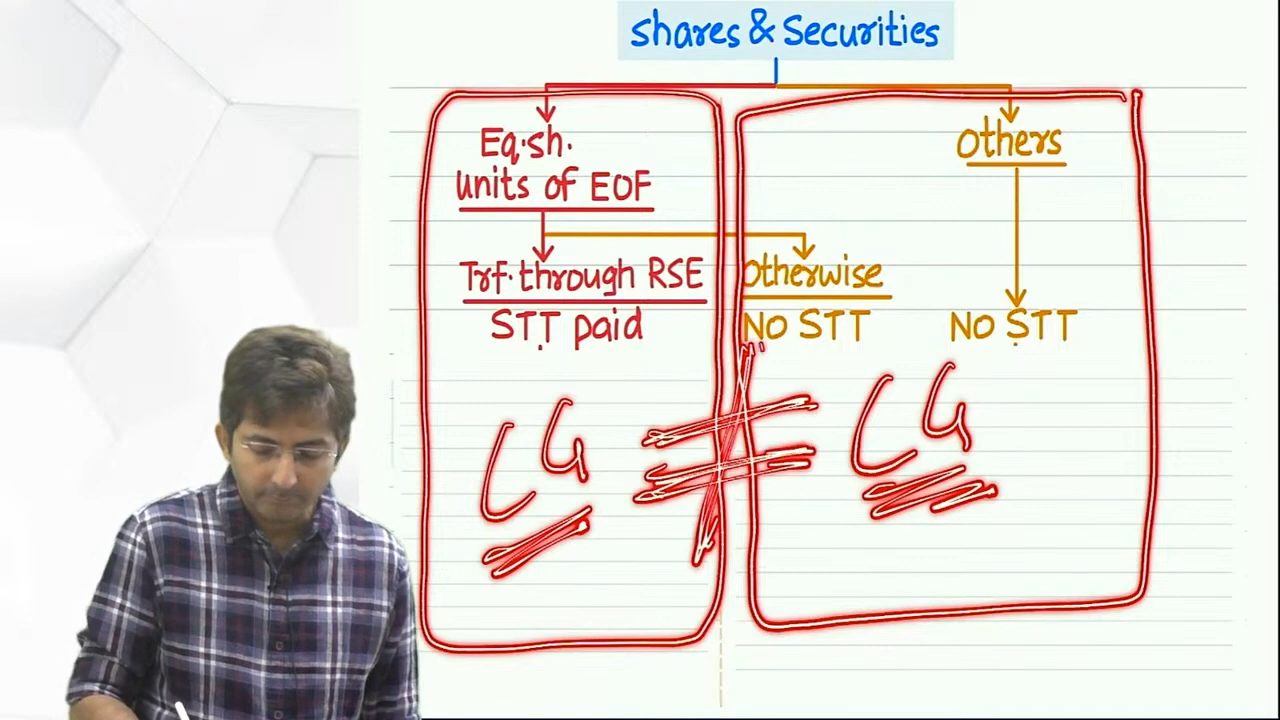 shares & Securities
Eq.sh.
units of EOF
Others
Trf. through RSE
Otherwise
STT paid
NO STT
NO STT
CG
CG